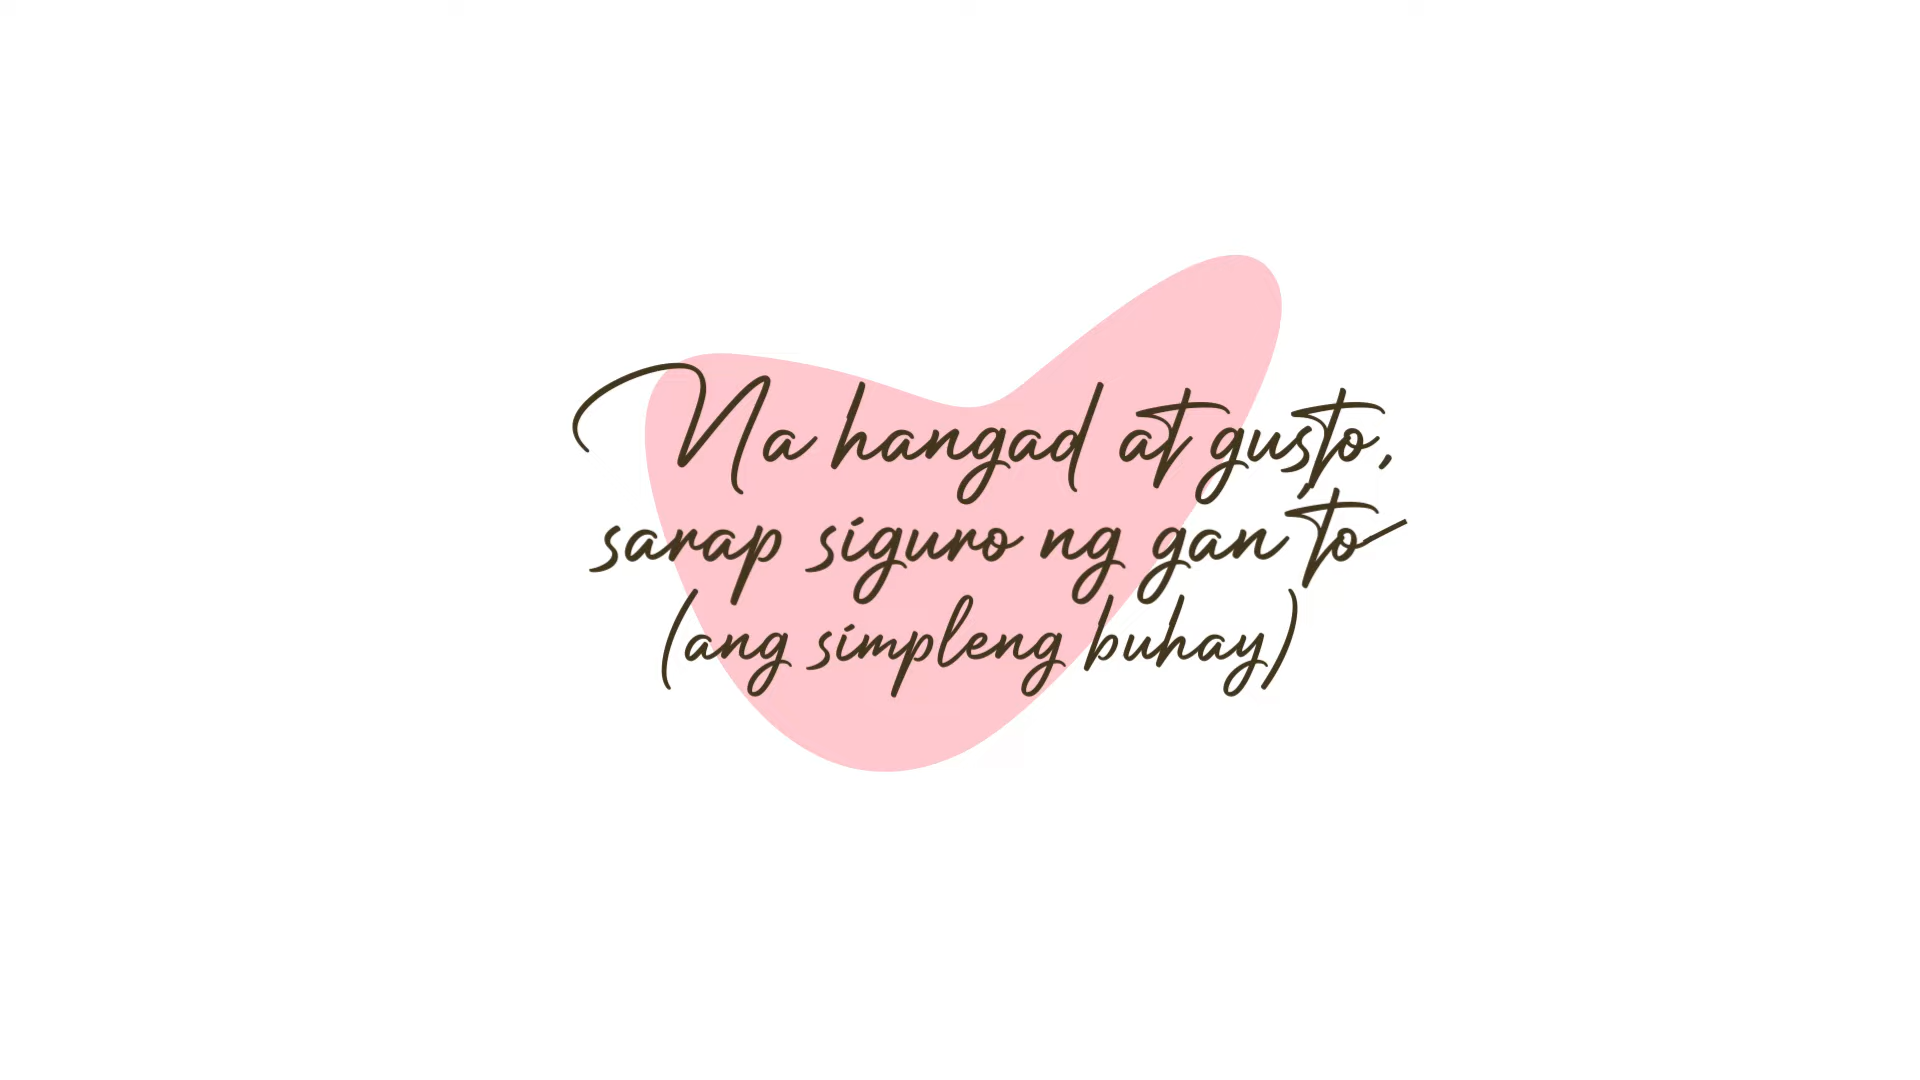 Na hangad at gusto,
sarap siguro ng gan'to
(ang simpleng buhay)